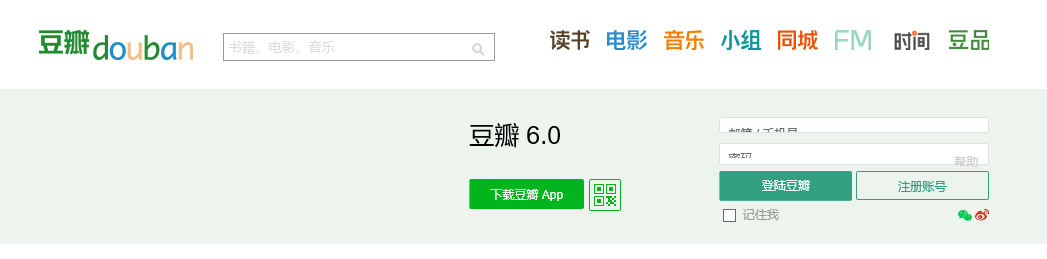 豆瓣douban
书籍、电影、音乐
读书 电影 音乐 小组 同城 FM 时间 豆品
豆瓣 6.0
下载豆瓣 App
邮箱 / 手机号
密码
帮助
登陆豆瓣 注册账号
记住我